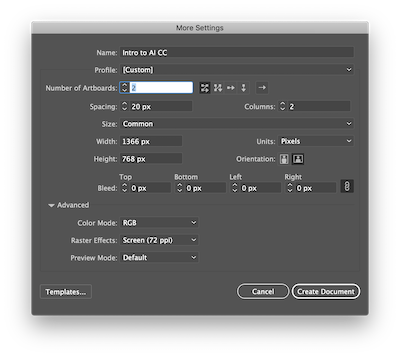 More Settings
Name: Intro to AI CC
Profile: [Custom]
Number of Artboards: 2
Spacing: 20 px Columns: 2
Size: Common
Width: 1366 px Units: Pixels
Height: 768 px Orientation:
Top Bottom Left Right
Bleed: 0 px 0 px 0 px 0 px
Advanced
Color Mode: RGB
Raster Effects: Screen (72 ppi)
Preview Mode: Default
Templates... Cancel Create Document